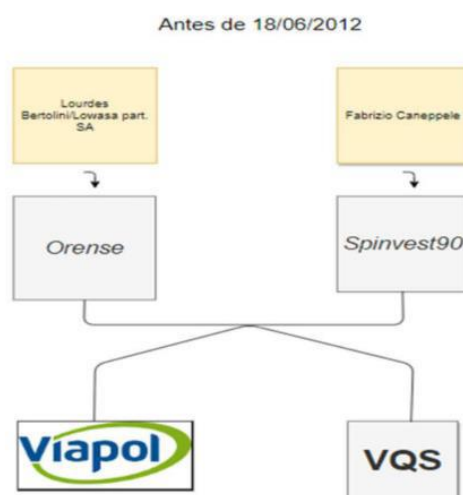 Antes de 18/06/2012
Lourdes
Bertolini/Lowasa part.
SA
Fabrizio Caneppele
Orense
Spinvest90
Viapol
VQS